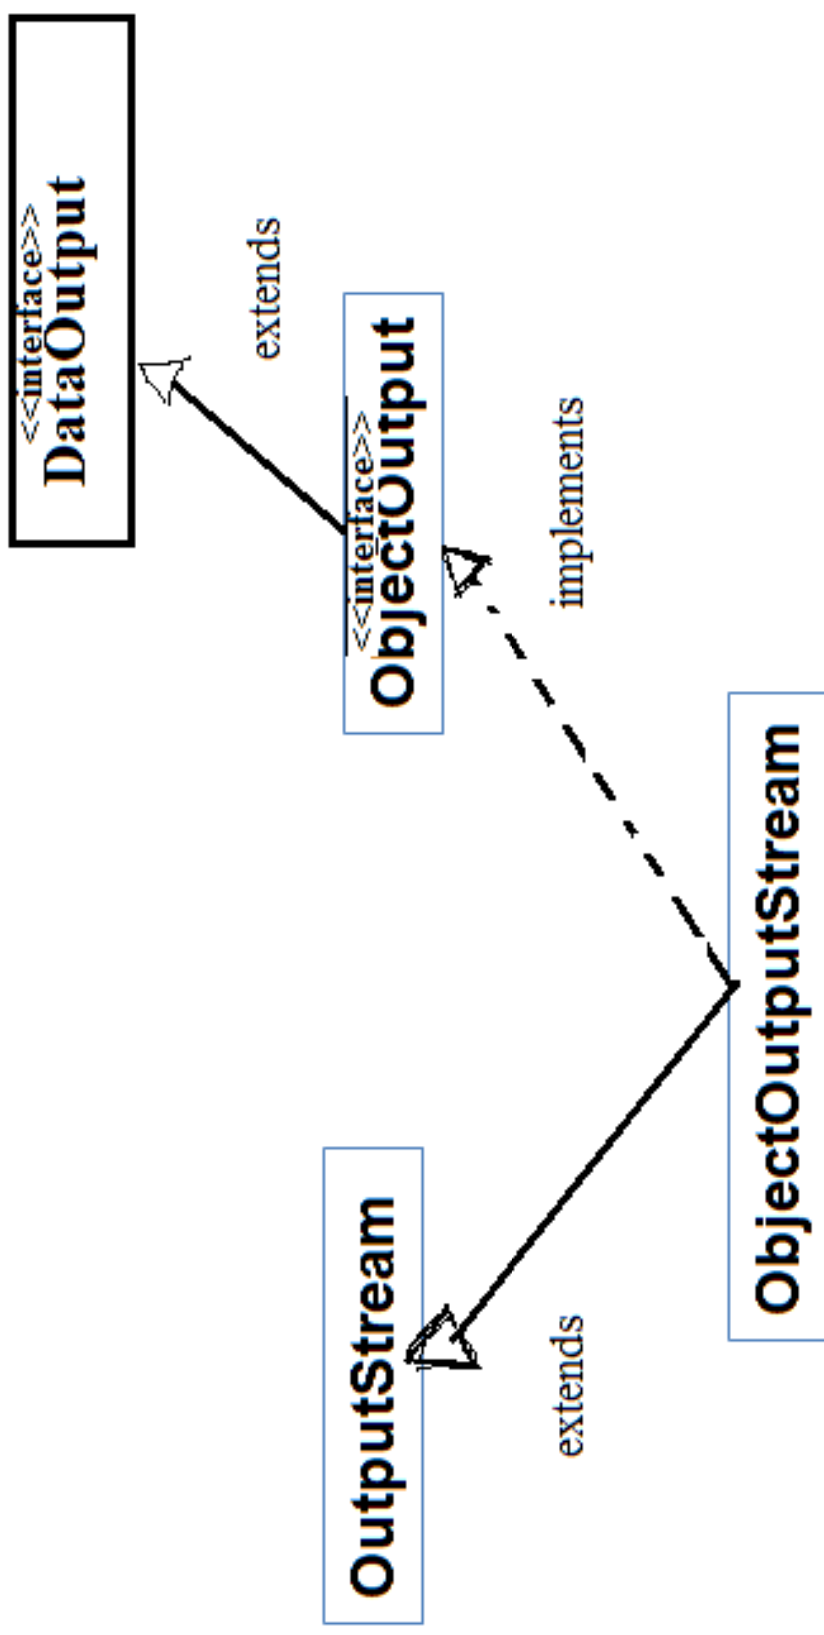 <<interface>>
DataOutput
extends
OutputStream
<<interface>>
ObjectOutput
extends
implements
ObjectOutputStream